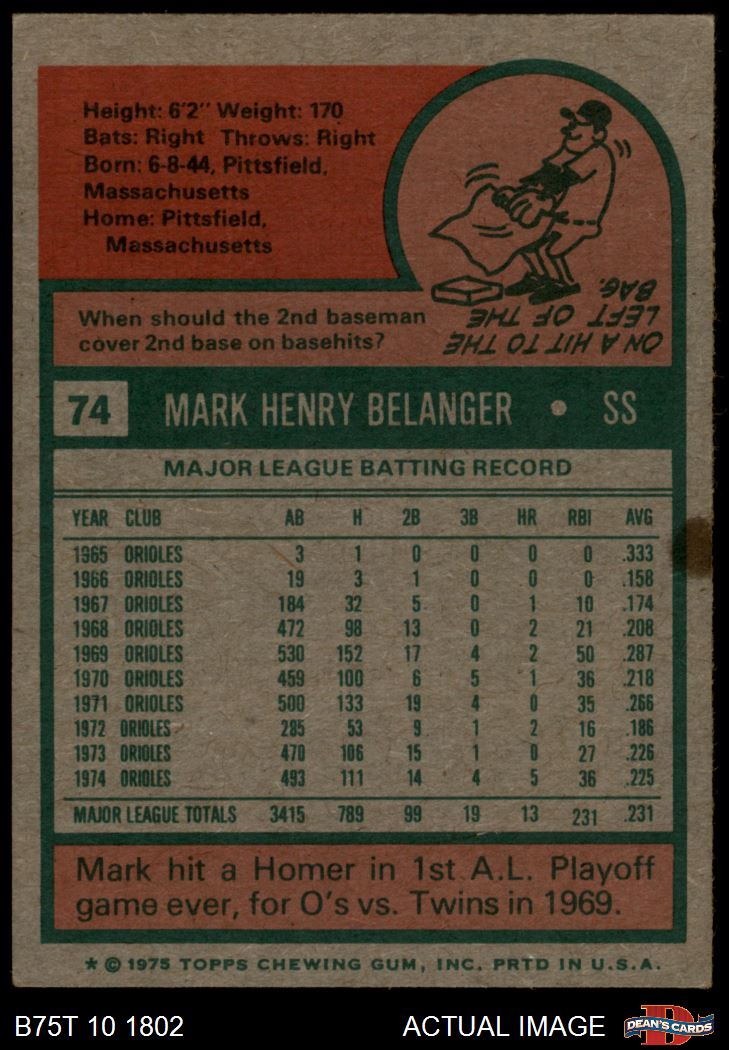 Height: 6'2" Weight: 170
Bats: Right Throws: Right
Born: 6-8-44, Pittsfield,
Massachusetts
Home: Pittsfield,
Massachusetts
When should the 2nd baseman
cover 2nd base on basehits?
ON A HIT TO THE
LEFT OF THE
BAG.
74 MARK HENRY BELANGER • SS
MAJOR LEAGUE BATTING RECORD
YEAR CLUB AB H 2B 3B HR RBI AVG
1965 ORIOLES 3 1 0 0 0 0 .333
1966 ORIOLES 19 3 1 0 0 0 .158
1967 ORIOLES 184 32 5 0 1 10 .174
1968 ORIOLES 472 98 13 0 2 21 .208
1969 ORIOLES 530 152 17 4 2 50 .287
1970 ORIOLES 459 100 6 5 1 36 .218
1971 ORIOLES 500 133 19 4 0 35 .266
1972 ORIOLES 285 53 9 1 2 16 .186
1973 ORIOLES 470 106 15 1 0 27 .226
1974 ORIOLES 493 111 14 4 5 36 .225
MAJOR LEAGUE TOTALS 3415 789 99 19 13 231 .231
Mark hit a Homer in 1st A.L. Playoff
game ever, for O's vs. Twins in 1969.
* © 1975 TOPPS CHEWING GUM, INC. PRTD IN U.S.A.
B75T 10 1802 ACTUAL IMAGE DEAN'S CARDS